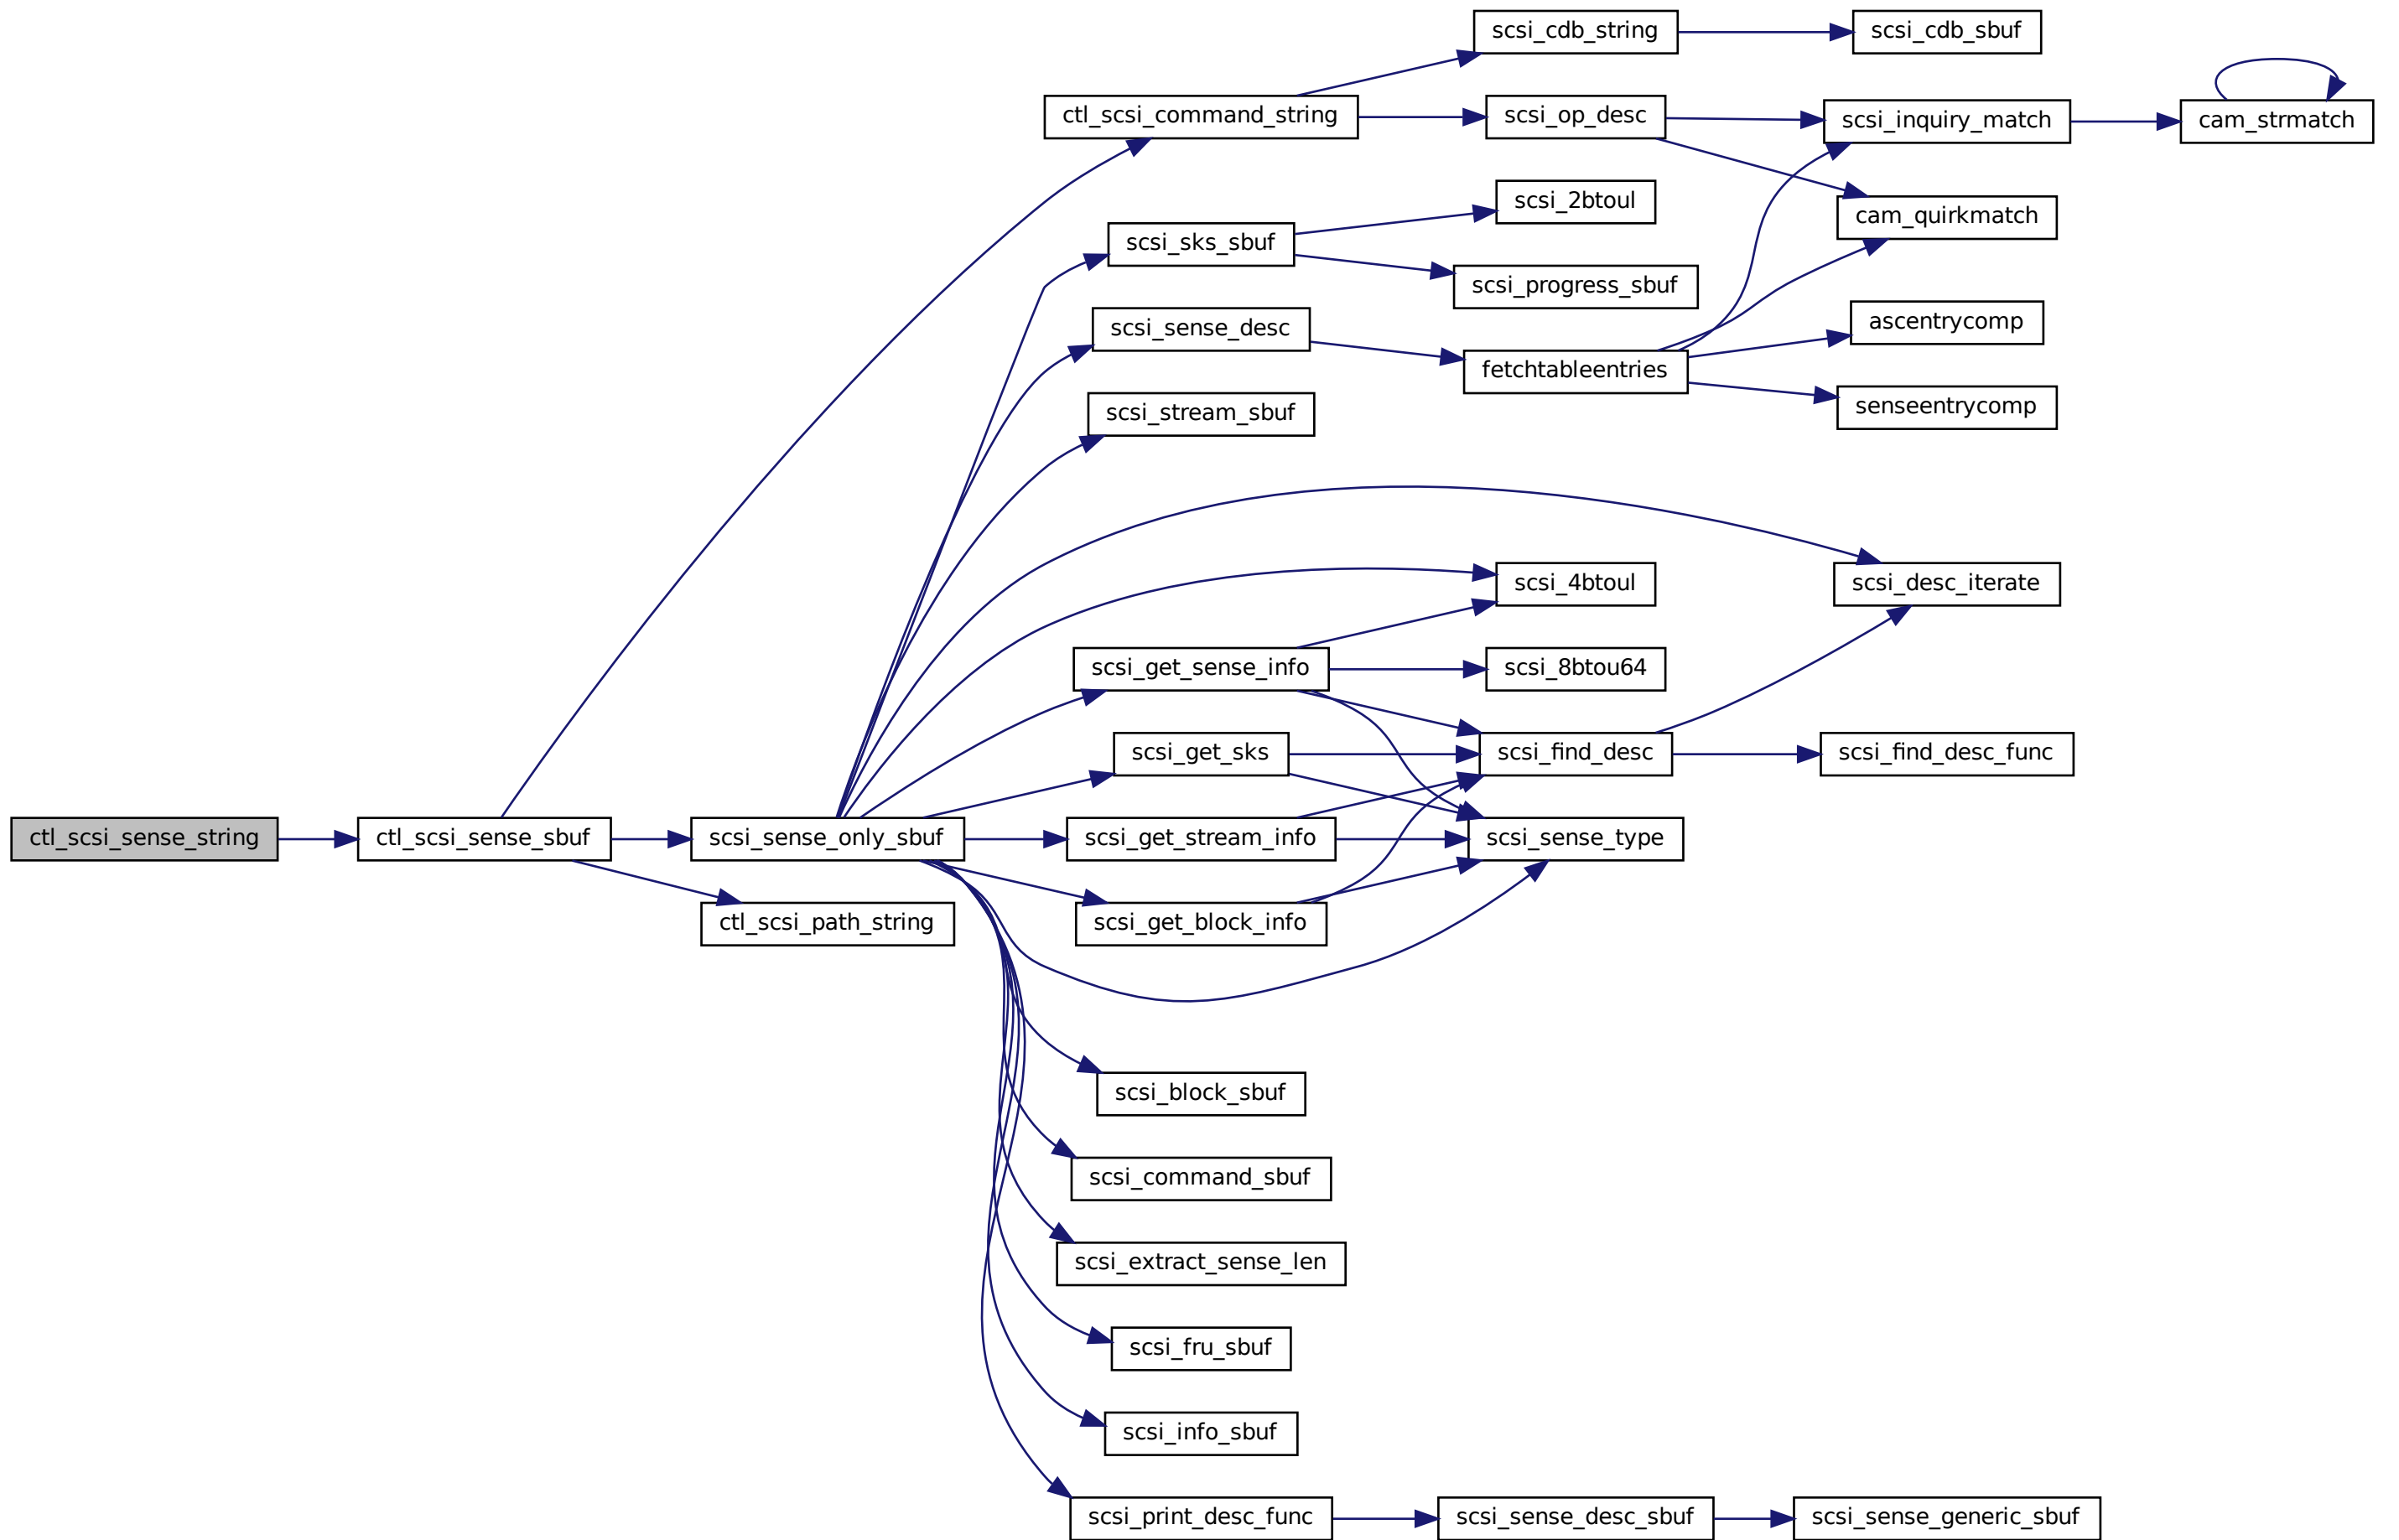 scsi_cdb_string
scsi_cdb_sbuf
ctl_scsi_command_string
scsi_op_desc
scsi_inquiry_match
cam_strmatch
scsi_2btoul
cam_quirkmatch
scsi_sks_sbuf
scsi_progress_sbuf
scsi_sense_desc
ascentrycomp
fetchtableentries
scsi_stream_sbuf
senseentrycomp
scsi_4btoul
scsi_desc_iterate
scsi_get_sense_info
scsi_8btou64
scsi_get_sks
scsi_find_desc
scsi_find_desc_func
ctl_scsi_sense_string
ctl_scsi_sense_sbuf
scsi_sense_only_sbuf
scsi_get_stream_info
scsi_sense_type
ctl_scsi_path_string
scsi_get_block_info
scsi_block_sbuf
scsi_command_sbuf
scsi_extract_sense_len
scsi_fru_sbuf
scsi_info_sbuf
scsi_print_desc_func
scsi_sense_desc_sbuf
scsi_sense_generic_sbuf